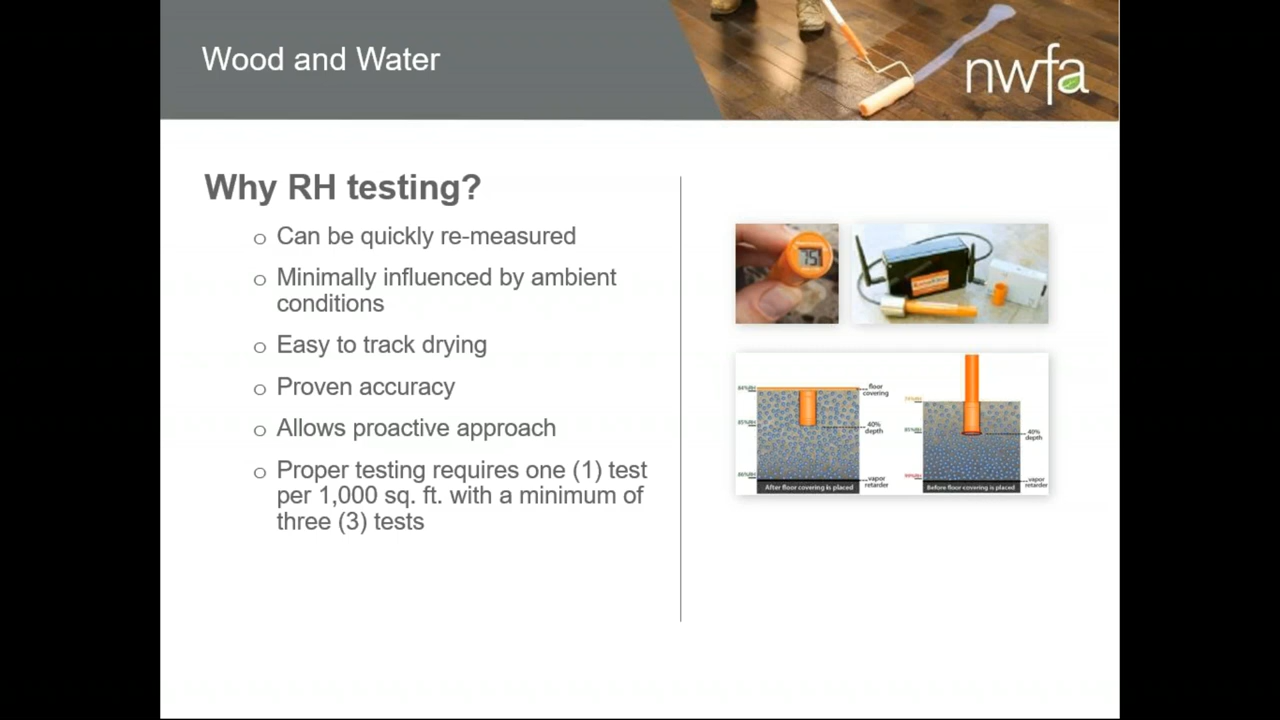 Wood and Water
nwfa
Why RH testing?
Can be quickly re-measured
Minimally influenced by ambient
conditions
Easy to track drying
Proven accuracy
Allows proactive approach
Proper testing requires one (1) test
per 1,000 sq. ft. with a minimum of
three (3) tests
75
floor
covering
40%
depth
vapor
retarder
After floor covering is placed
40%
depth
vapor
retarder
Before floor covering is placed